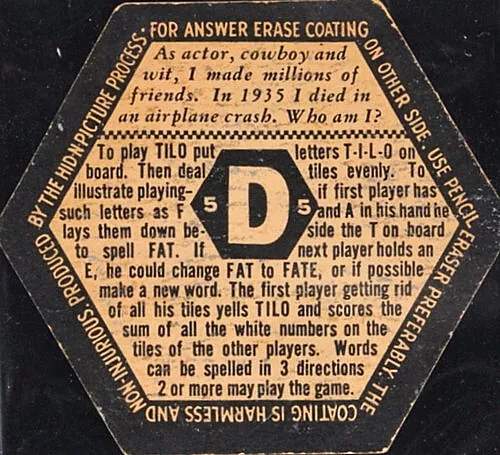 FOR ANSWER ERASE COATING ON OTHER SIDE. USE PENCIL ERASER PREFERABLY. THE COATING IS HARMLESS AND NON-INJURIOUS PRODUCED BY THE HID-N-PICTURE PROCESS.
As actor, cowboy and
wit, I made millions of
friends. In 1935 I died in
an airplane crash. Who am I?
To play TILO put letters T-I-L-O on
board. Then deal tiles evenly. To
illustrate playing- if first player has
such letters as F and A in his hand he
lays them down be- side the T on board
to spell FAT. If next player holds an
5 D 5
E, he could change FAT to FATE, or if possible
make a new word. The first player getting rid
of all his tiles yells TILO and scores the
sum of all the white numbers on the
tiles of the other players. Words
can be spelled in 3 directions
2 or more may play the game.